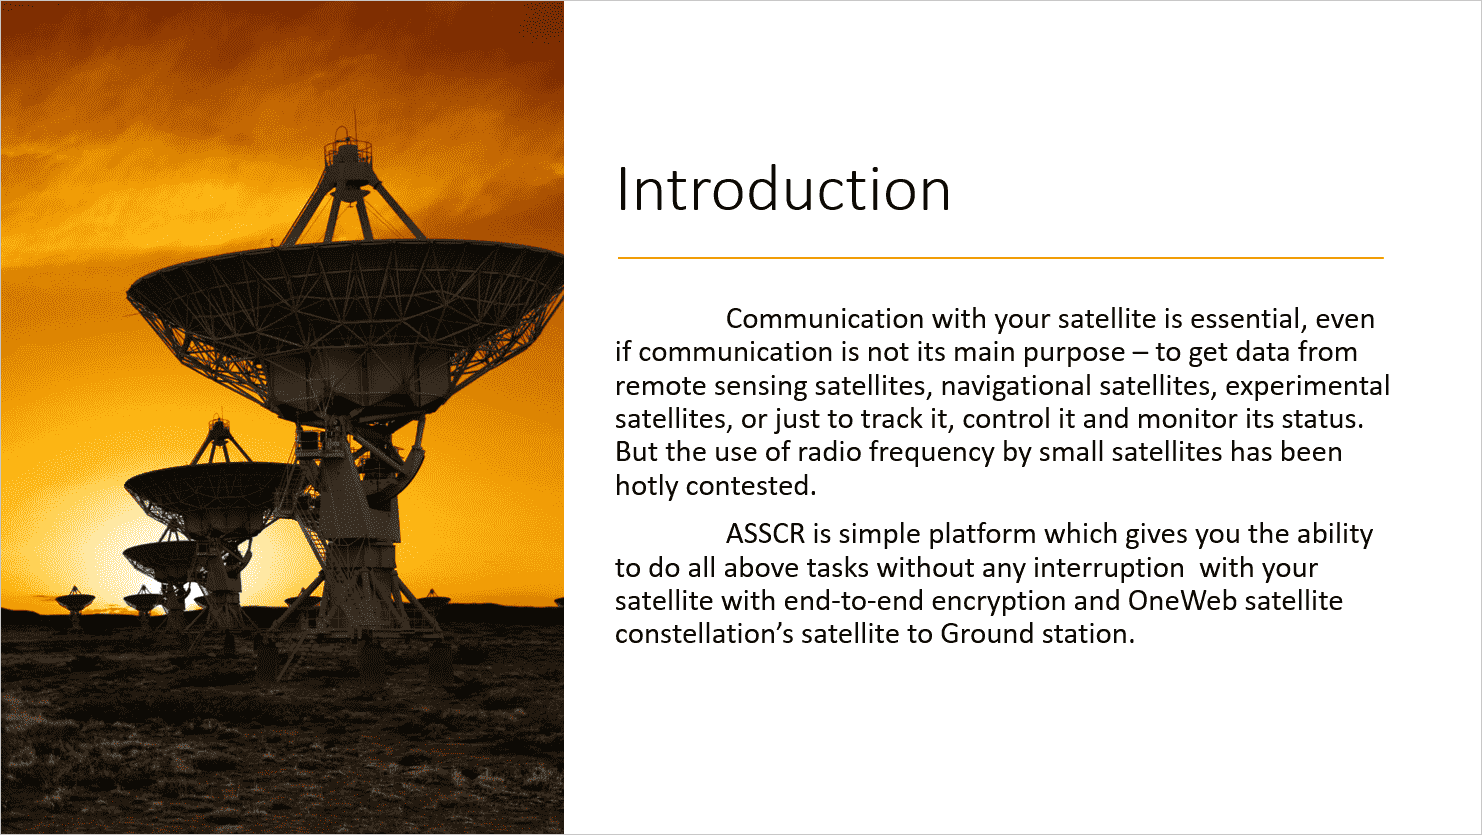 Introduction
Communication with your satellite is essential, even
if communication is not its main purpose – to get data from
remote sensing satellites, navigational satellites, experimental
satellites, or just to track it, control it and monitor its status.
But the use of radio frequency by small satellites has been
hotly contested.
ASSCR is simple platform which gives you the ability
to do all above tasks without any interruption  with your
satellite with end-to-end encryption and OneWeb satellite
constellation’s satellite to Ground station.